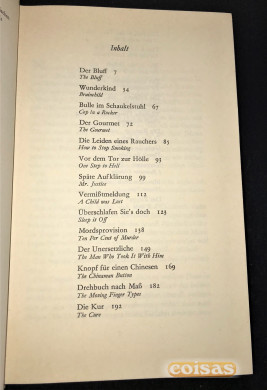 Inhalt
Der Bluff 7
The Bluff
Wunderkind 34
Brainchild
Bulle im Schaukelstuhl 67
Cop in a Rocker
Der Gourmet 72
The Gourmet
Die Leiden eines Rauchers 85
How to Stop Smoking
Vor dem Tor zur Hölle 93
One Step to Hell
Späte Aufklärung 99
Mr. Justice
Vermißtmeldung 112
A Child was Lost
Überschlafen Sie's doch 123
Sleep it Off
Mordsprovision 138
Ten Per Cent of Murder
Der Unersetzliche 149
The Man Who Took It With Him
Knopf für einen Chinesen 169
The Chinaman Button
Drehbuch nach Maß 182
The Moving Finger Types
Die Kur 192
The Cure
eoisas